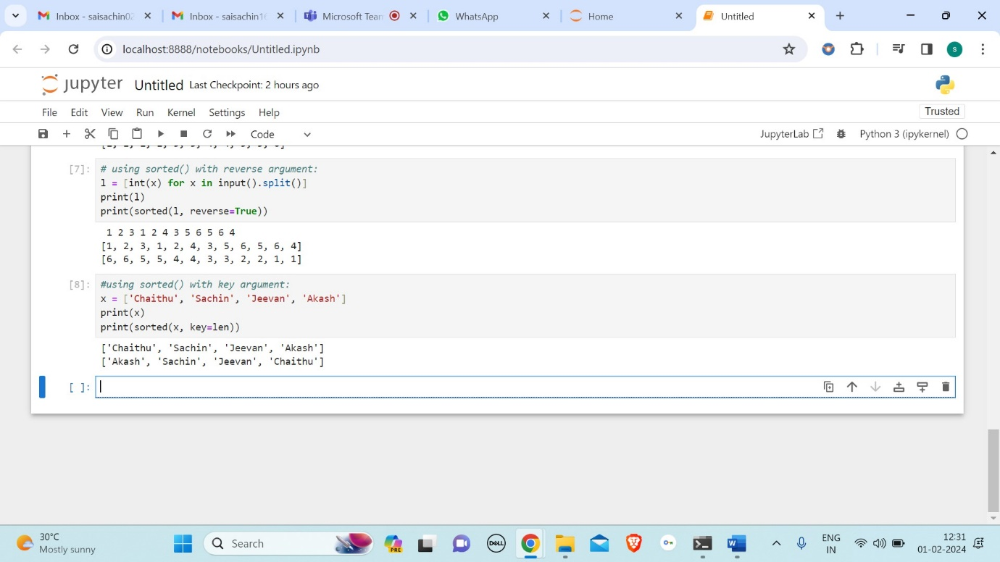 Inbox - saisachin02
Inbox - saisachin16
Microsoft Team
WhatsApp
Home
Untitled
localhost:8888/notebooks/Untitled.ipynb
s
jupyter Untitled Last Checkpoint: 2 hours ago
File Edit View Run Kernel Settings Help
Trusted
Code
JupyterLab
Python 3 (ipykernel)
[7]:
# using sorted() with reverse argument:
l = [int(x) for x in input().split()]
print(l)
print(sorted(l, reverse=True))
1 2 3 1 2 4 3 5 6 5 6 4
[1, 2, 3, 1, 2, 4, 3, 5, 6, 5, 6, 4]
[6, 6, 5, 5, 4, 4, 3, 3, 2, 2, 1, 1]
[8]:
#using sorted() with key argument:
x = ['Chaithu', 'Sachin', 'Jeevan', 'Akash']
print(x)
print(sorted(x, key=len))
['Chaithu', 'Sachin', 'Jeevan', 'Akash']
['Akash', 'Sachin', 'Jeevan', 'Chaithu']
[ ]:
30°C
Mostly sunny
Search
PRE
DELL
ENG
IN
12:31
01-02-2024